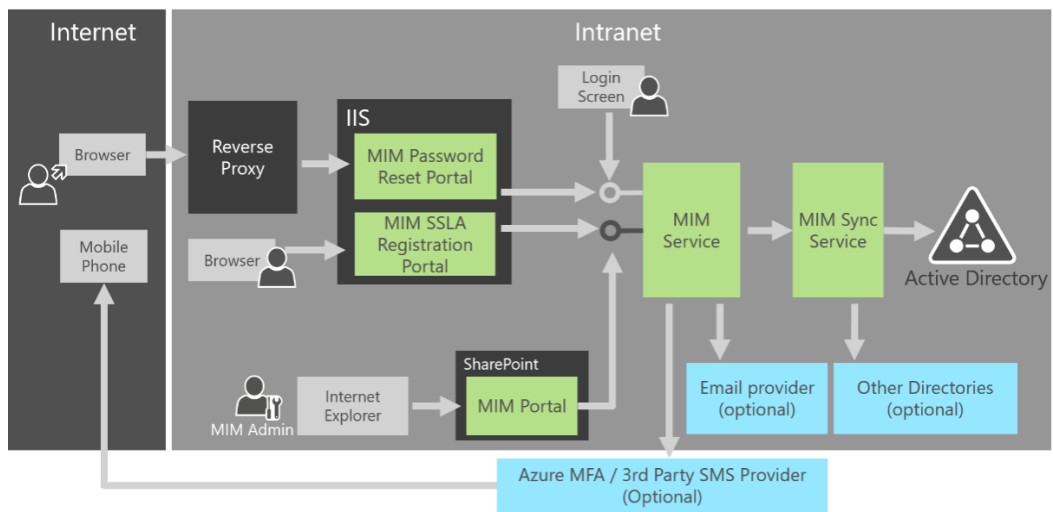 Internet
Intranet
Login
Screen
IIS
Browser
Reverse
Proxy
MIM Password
Reset Portal
MIM SSLA
Registration
Portal
MIM
Service
MIM Sync
Service
Active Directory
Mobile
Phone
Browser
SharePoint
MIM Portal
MIM Admin
Internet
Explorer
Email provider
(optional)
Other Directories
(optional)
Azure MFA / 3rd Party SMS Provider
(Optional)